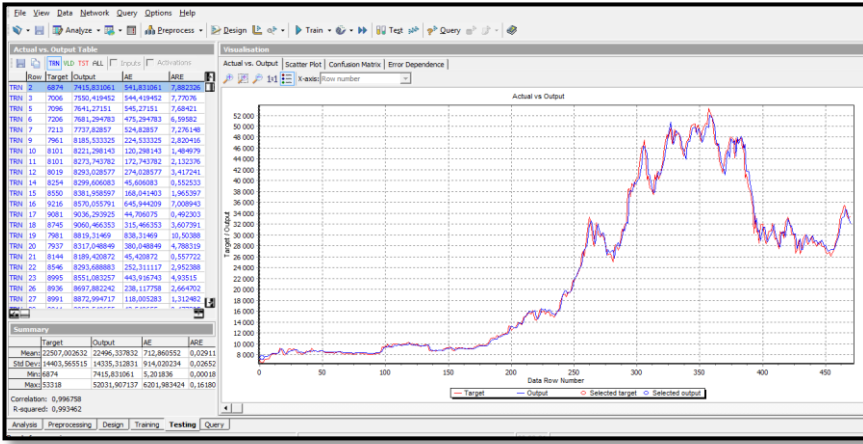 File View Data Network Query Options Help
Analyze Preprocess Design Train Test Query
Actual vs. Output Table
TRN VLD TST ALL Inputs Activations
Row Target Output AE ARE
TRN 2 6874 7415,831061 541,831061 7,882326
TRN 3 7006 7550,419452 544,419452 7,77076
TRN 5 7096 7641,27151 545,27151 7,68421
TRN 6 7206 7681,294783 475,294783 6,59582
TRN 7 7213 7737,82857 524,82857 7,276148
TRN 9 7961 8185,533325 224,533325 2,820416
TRN 10 8101 8221,298143 120,298143 1,484979
TRN 11 8101 8273,743782 172,743782 2,132376
TRN 12 8019 8293,028577 274,028577 3,417241
TRN 14 8254 8299,606083 45,606083 0,552533
TRN 15 8550 8381,958597 168,041403 1,965397
TRN 16 9216 8570,055791 645,944209 7,008943
TRN 17 9081 9036,293925 44,706075 0,492303
TRN 18 8745 9060,466353 315,466353 3,607391
TRN 19 7981 8819,31469 838,31469 10,50388
TRN 20 7937 8317,048849 380,048849 4,788319
TRN 21 8144 8189,420872 45,420872 0,557722
TRN 22 8546 8293,688883 252,311117 2,952388
TRN 23 8995 8551,083257 443,916743 4,93515
TRN 26 8936 8697,882242 238,117758 2,664702
TRN 27 8991 8872,994717 118,005283 1,312482
Summary
Target Output AE ARE
Mean: 22507,002632 22496,337832 712,860552 0,02911
Std Dev: 14403,565515 14335,312831 914,020234 0,02652
Min: 6874 7415,831061 5,201836 0,00018
Max: 53318 52031,907137 6201,983424 0,16180
Correlation: 0,996758
R-squared: 0,993462
Analysis Preprocessing Design Training Testing Query
Visualisation
Actual vs. Output Scatter Plot Confusion Matrix Error Dependence
1x1 X-axis: Row number
Actual vs Output
Target / Output
52 000
50 000
48 000
46 000
44 000
42 000
40 000
38 000
36 000
34 000
32 000
30 000
28 000
26 000
24 000
22 000
20 000
18 000
16 000
14 000
12 000
10 000
8 000
0 50 100 150 200 250 300 350 400 450
Data Row Number
Target Output Selected target Selected output